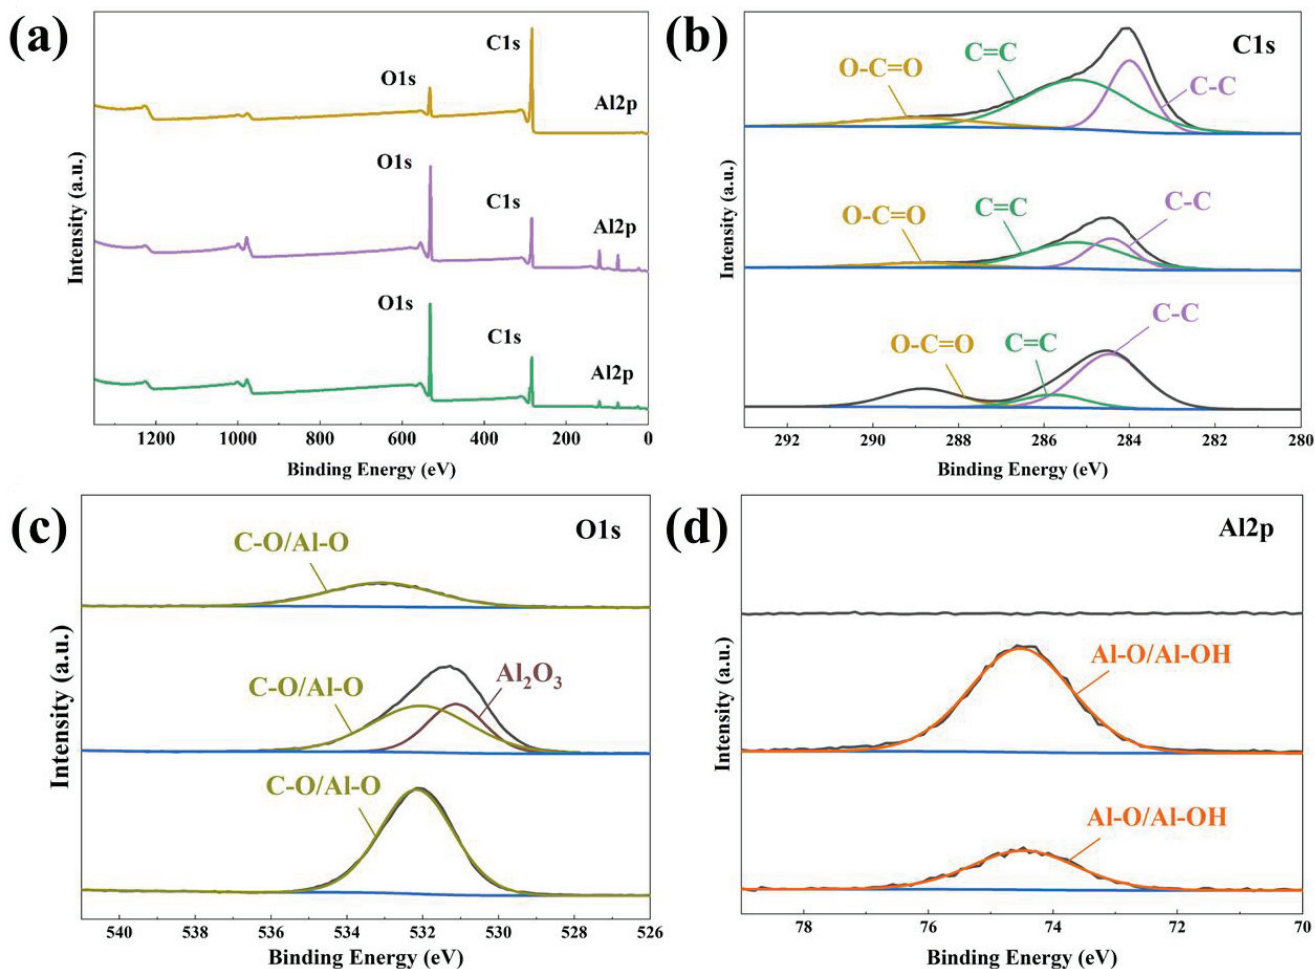 (a)
C1s
O1s
Al2p
O1s
C1s
Al2p
O1s
C1s
Al2p
Intensity (a.u.)
1200 1000 800 600 400 200 0
Binding Energy (eV)
(b)
C1s
O-C=O
C=C
C-C
O-C=O
C=C
C-C
O-C=O
C=C
C-C
Intensity (a.u.)
292 290 288 286 284 282 280
Binding Energy (eV)
(c)
O1s
C-O/Al-O
C-O/Al-O
Al₂O₃
C-O/Al-O
Intensity (a.u.)
540 538 536 534 532 530 528 526
Binding Energy (eV)
(d)
Al2p
Al-O/Al-OH
Al-O/Al-OH
Intensity (a.u.)
78 76 74 72 70
Binding Energy (eV)